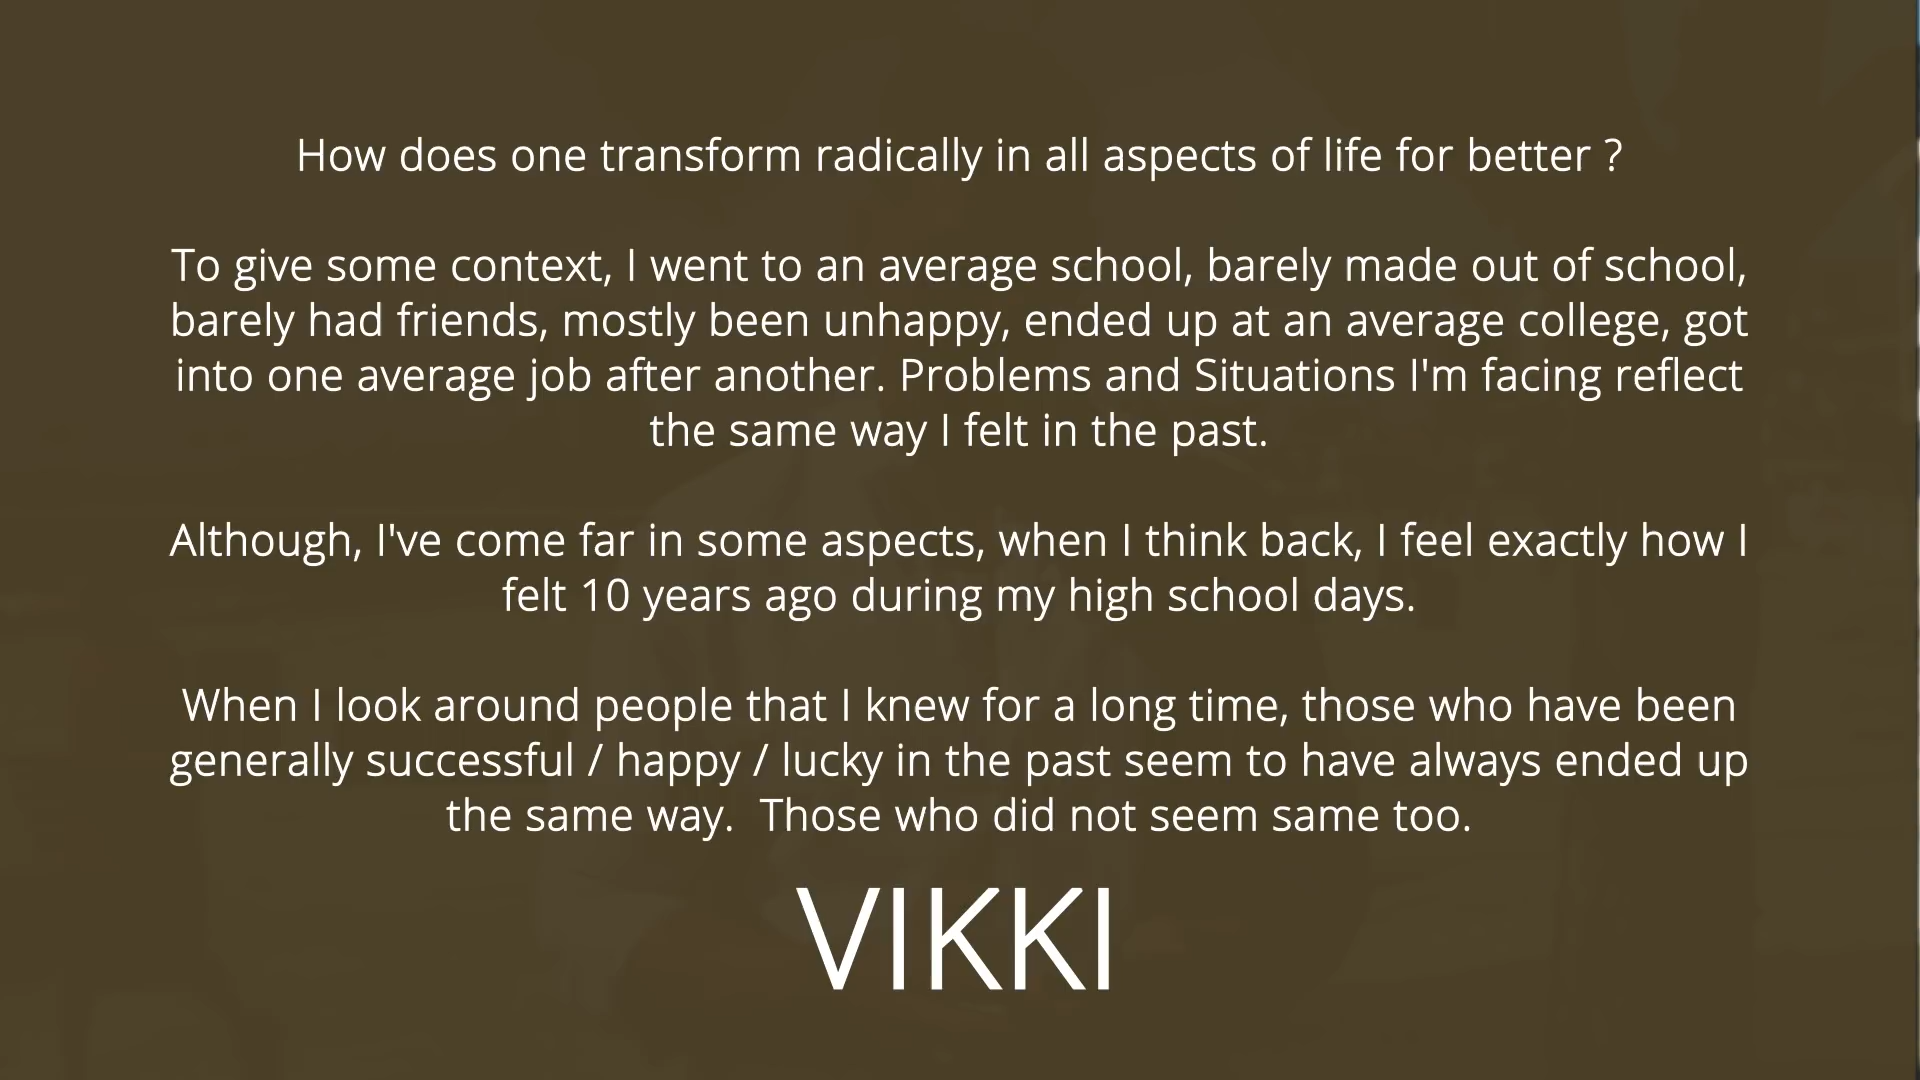 How does one transform radically in all aspects of life for better ?
To give some context, I went to an average school, barely made out of school,
barely had friends, mostly been unhappy, ended up at an average college, got
into one average job after another. Problems and Situations I'm facing reflect
the same way I felt in the past.
Although, I've come far in some aspects, when I think back, I feel exactly how I
felt 10 years ago during my high school days.
When I look around people that I knew for a long time, those who have been
generally successful / happy / lucky in the past seem to have always ended up
the same way.  Those who did not seem same too.
VIKKI